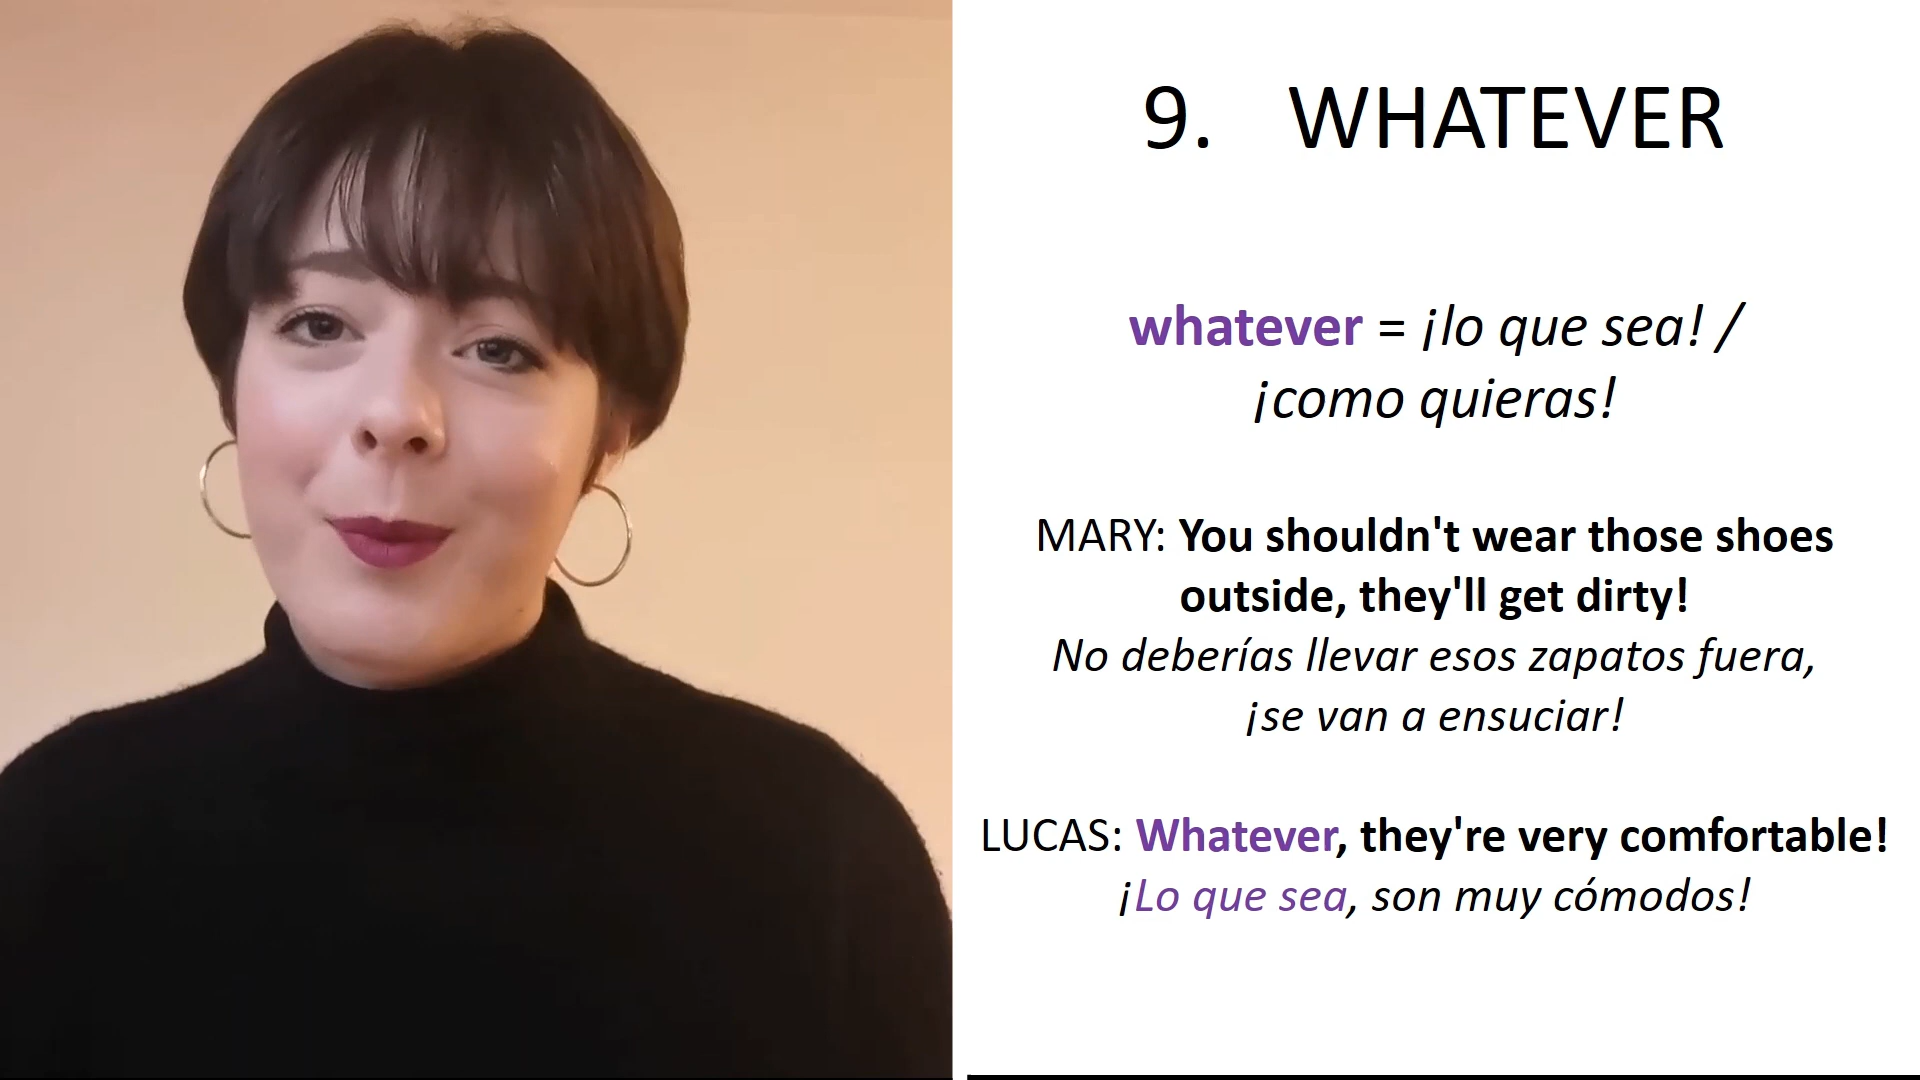 9. WHATEVER
whatever = ¡lo que sea! /
¡como quieras!
MARY: You shouldn't wear those shoes
outside, they'll get dirty!
No deberías llevar esos zapatos fuera,
¡se van a ensuciar!
LUCAS: Whatever, they're very comfortable!
¡Lo que sea, son muy cómodos!